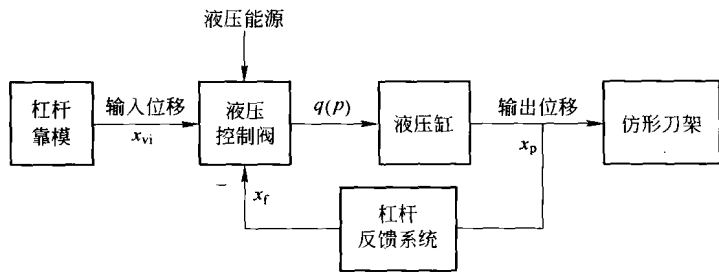 液压能源
杠杆
靠模
输入位移
x_vi
液压
控制阀
q(p)
液压缸
输出位移
x_p
仿形刀架
−
x_f
杠杆
反馈系统